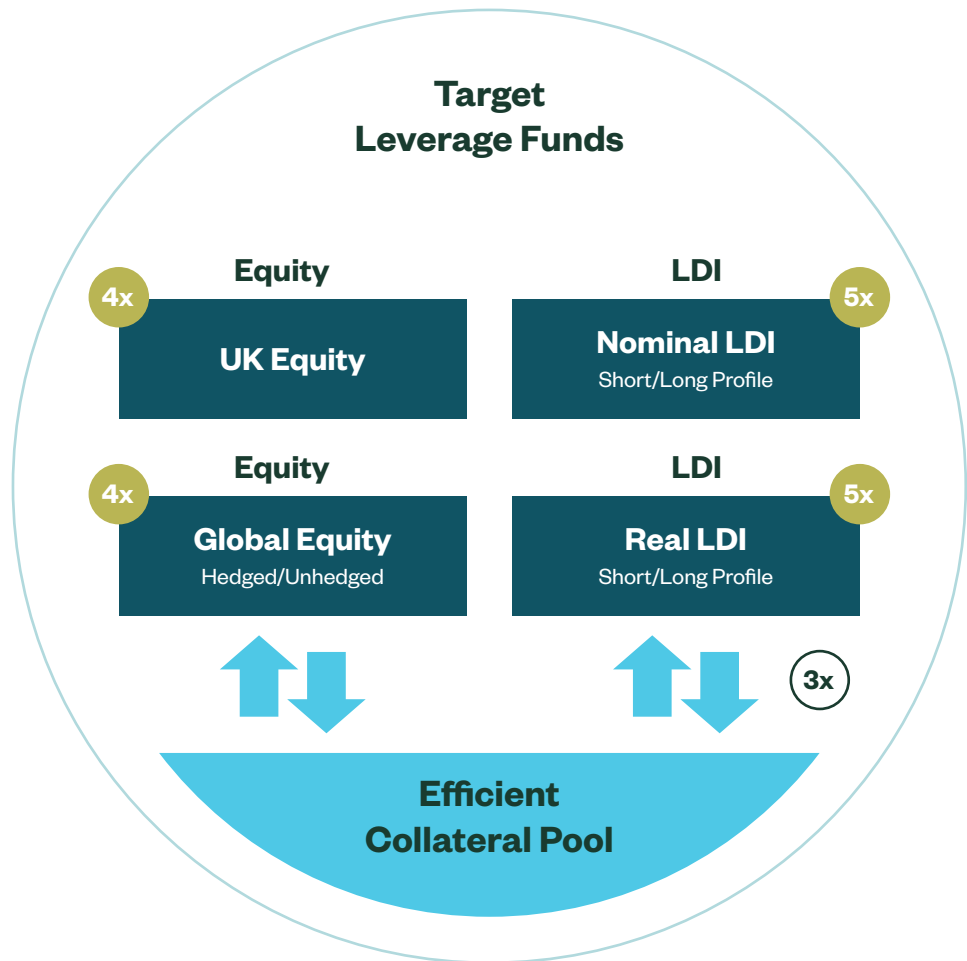 Target
Leverage Funds
Equity
4x
UK Equity
LDI
5x
Nominal LDI
Short/Long Profile
Equity
4x
Global Equity
Hedged/Unhedged
LDI
5x
Real LDI
Short/Long Profile
3x
Efficient
Collateral Pool